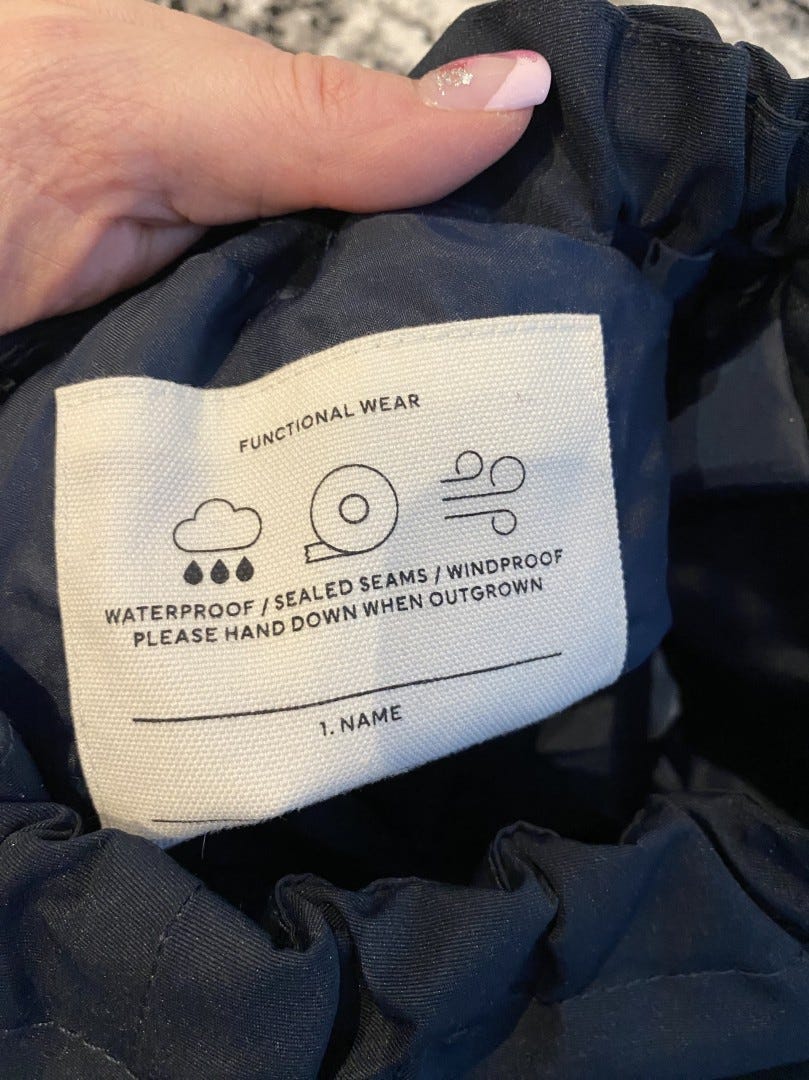 FUNCTIONAL WEAR
WATERPROOF / SEALED SEAMS / WINDPROOF
PLEASE HAND DOWN WHEN OUTGROWN
1. NAME